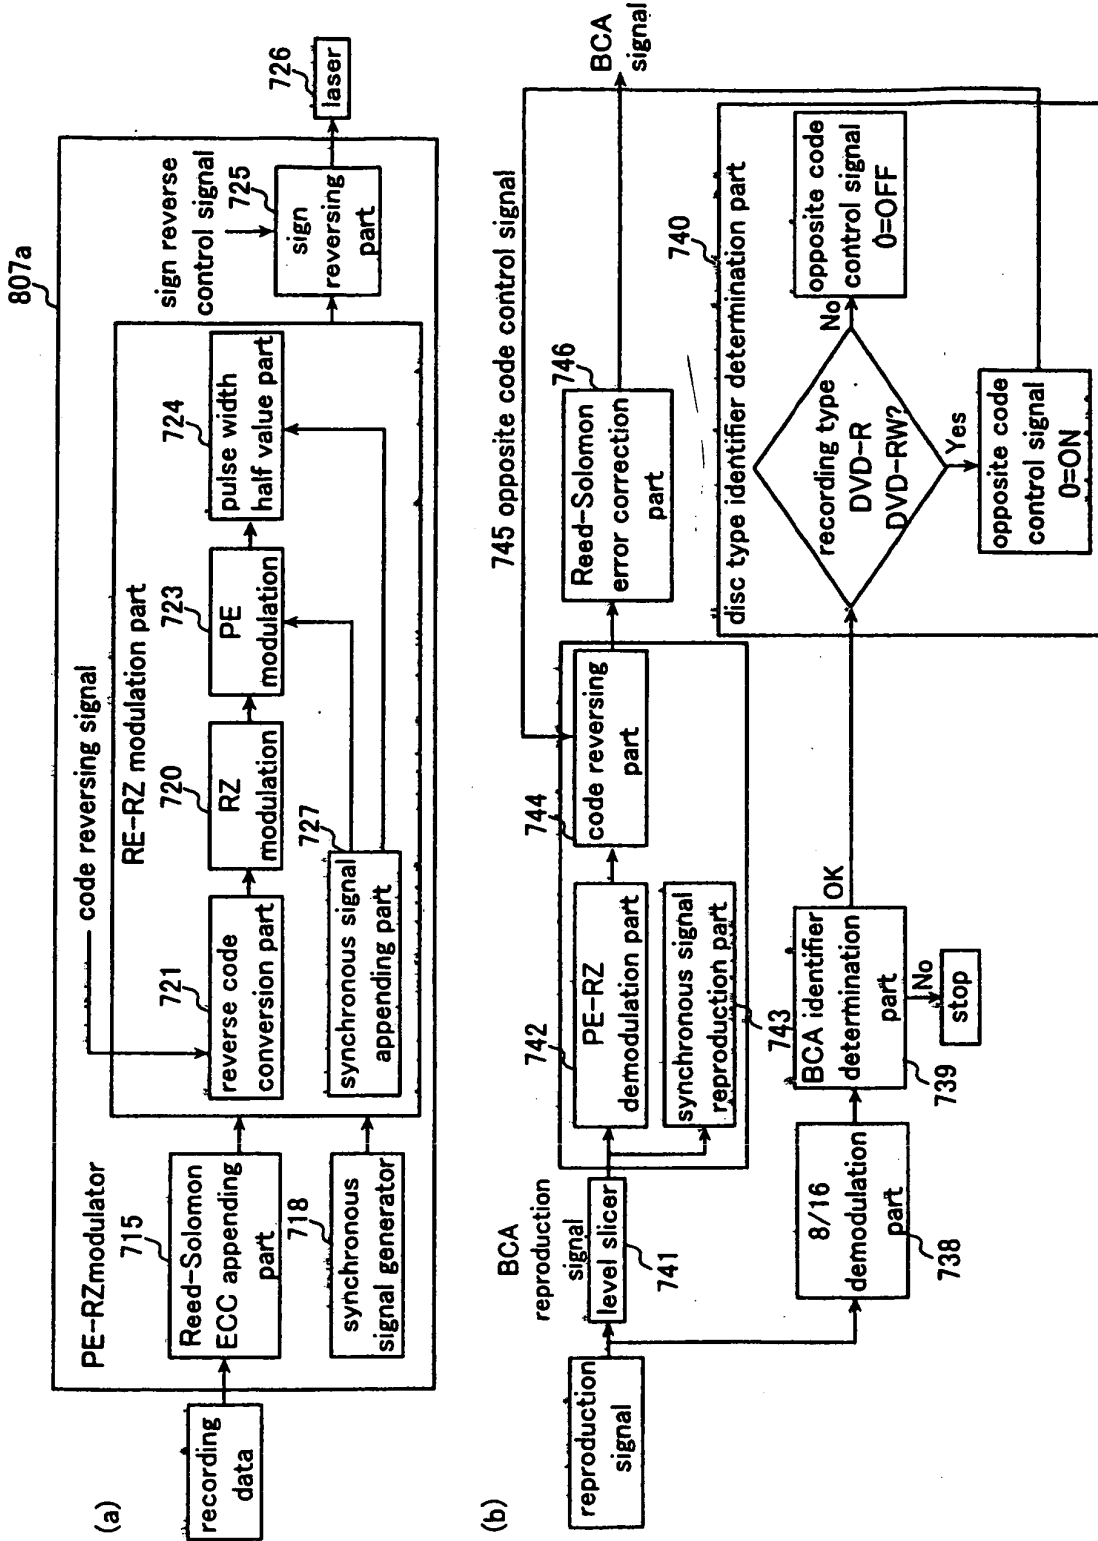 (a)
807a
PE-RZmodulator
code reversing signal
RE-RZ modulation part
recording
data
715
Reed-Solomon
ECC appending
part
718
synchronous
signal generator
721
reverse code
conversion part
720
RZ
modulation
723
PE
modulation
724
pulse width
half value part
727
synchronous signal
appending part
sign reverse
control signal
725
sign
reversing
part
726
laser
(b)
reproduction
signal
BCA
reproduction
signal
level slicer
741
742
PE-RZ
demodulation part
synchronous signal
reproduction part
743
744
code reversing
part
745 opposite code control signal
746
Reed-Solomon
error correction
part
BCA
signal
8/16
demodulation
part
738
BCA identifier
determination
part
739
OK
No
stop
740
disc type identifier determination part
recording type
DVD-R
DVD-RW?
No
opposite code
control signal
0=OFF
Yes
opposite code
control signal
0=ON